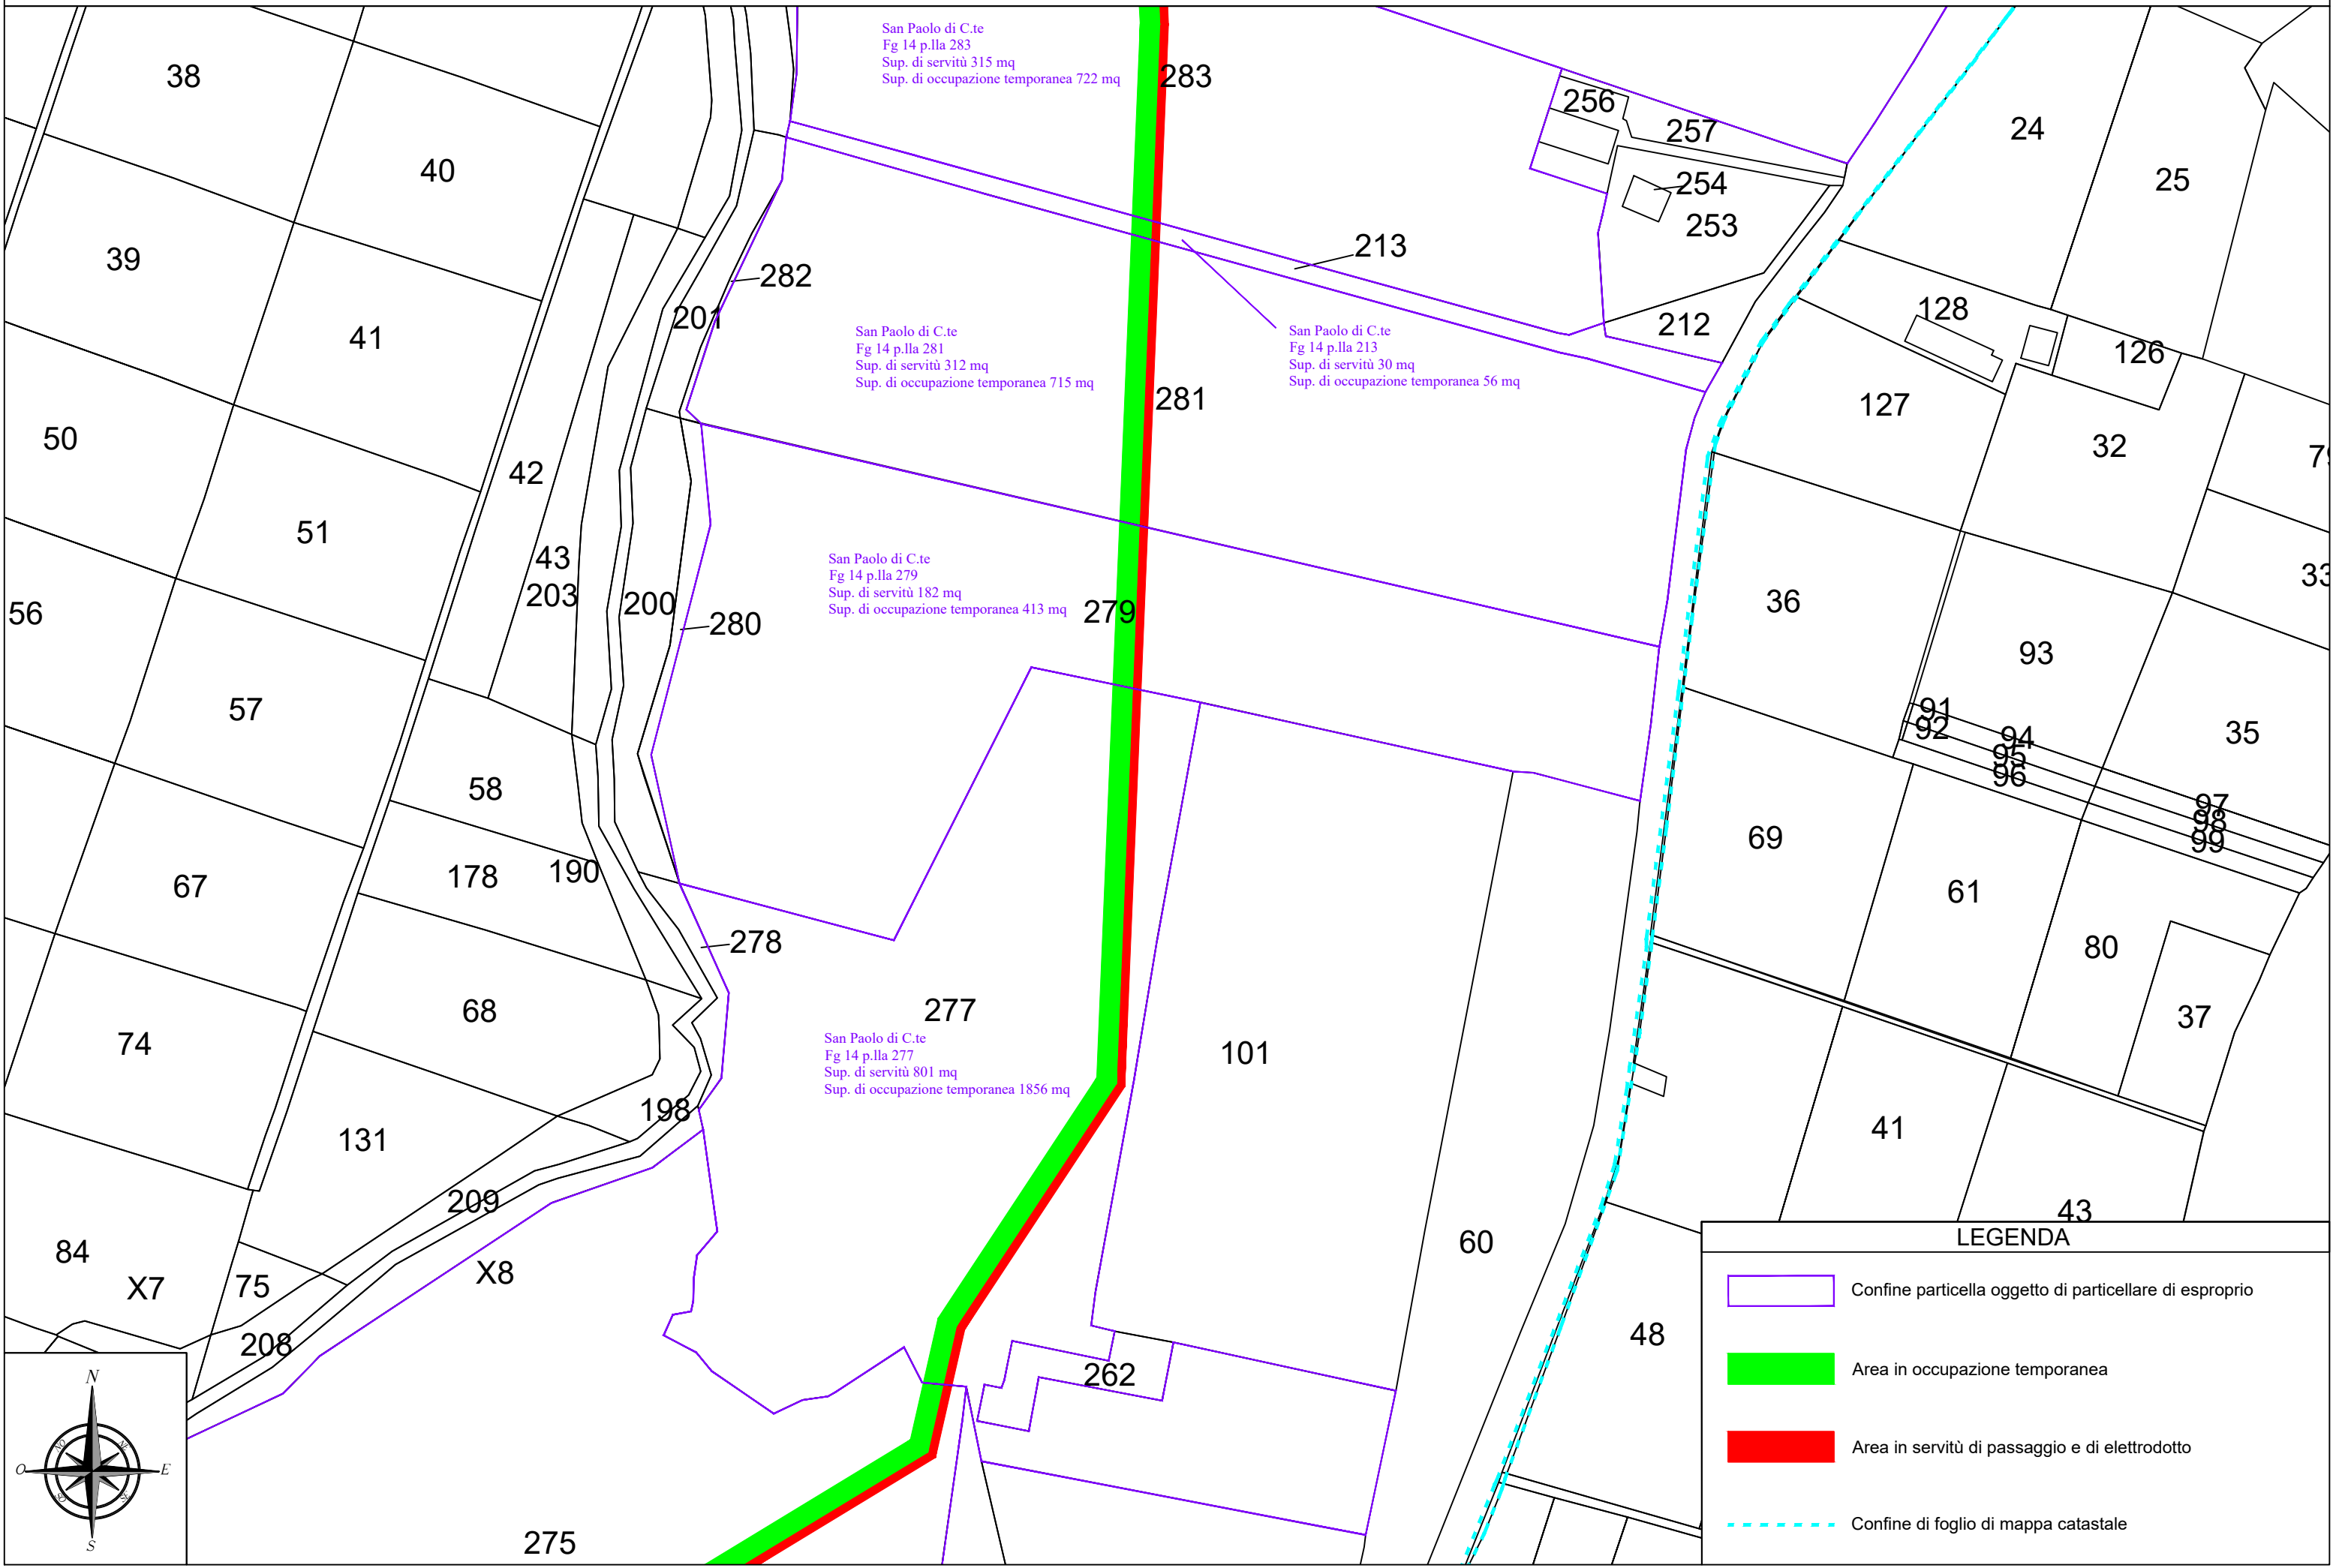 San Paolo di C.te
Fg 14 p.lla 283
Sup. di servitù 315 mq
Sup. di occupazione temporanea 722 mq
283
38
256
257
24
40
254
25
253
39
213
282
201
128
212
San Paolo di C.te
Fg 14 p.lla 281
Sup. di servitù 312 mq
Sup. di occupazione temporanea 715 mq
San Paolo di C.te
Fg 14 p.lla 213
Sup. di servitù 30 mq
Sup. di occupazione temporanea 56 mq
41
126
281
127
50
32
42
51
43
203
200
280
San Paolo di C.te
Fg 14 p.lla 279
Sup. di servitù 182 mq
Sup. di occupazione temporanea 413 mq
279
36
33
56
93
57
91
92
94
95
96
35
58
97
98
99
69
178
190
67
61
278
80
277
68
37
74
San Paolo di C.te
Fg 14 p.lla 277
Sup. di servitù 801 mq
Sup. di occupazione temporanea 1856 mq
101
198
131
41
209
43
84
60
X7
75
X8
208
48
262
275
LEGENDA
Confine particella oggetto di particellare di esproprio
Area in occupazione temporanea
Area in servitù di passaggio e di elettrodotto
Confine di foglio di mappa catastale
N
O
E
S